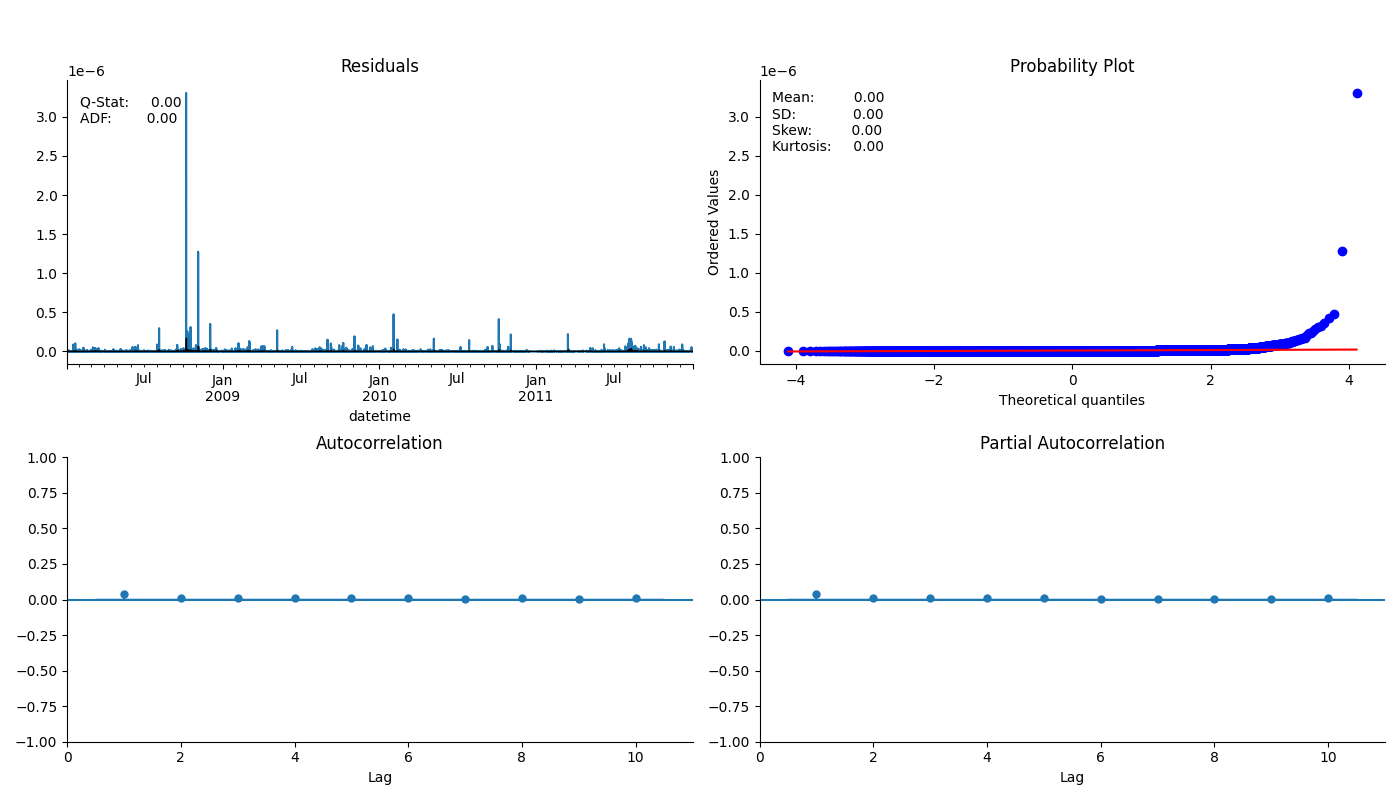 Residuals
1e−6
Q-Stat: 0.00
ADF: 0.00
3.0
2.5
2.0
1.5
1.0
0.5
0.0
Jul Jan Jul Jan Jul Jan Jul
2009 2010 2011
datetime
Probability Plot
1e−6
Mean: 0.00
SD: 0.00
Skew: 0.00
Kurtosis: 0.00
Ordered Values
3.0
2.5
2.0
1.5
1.0
0.5
0.0
−4 −2 0 2 4
Theoretical quantiles
Autocorrelation
1.00
0.75
0.50
0.25
0.00
−0.25
−0.50
−0.75
−1.00
0 2 4 6 8 10
Lag
Partial Autocorrelation
1.00
0.75
0.50
0.25
0.00
−0.25
−0.50
−0.75
−1.00
0 2 4 6 8 10
Lag